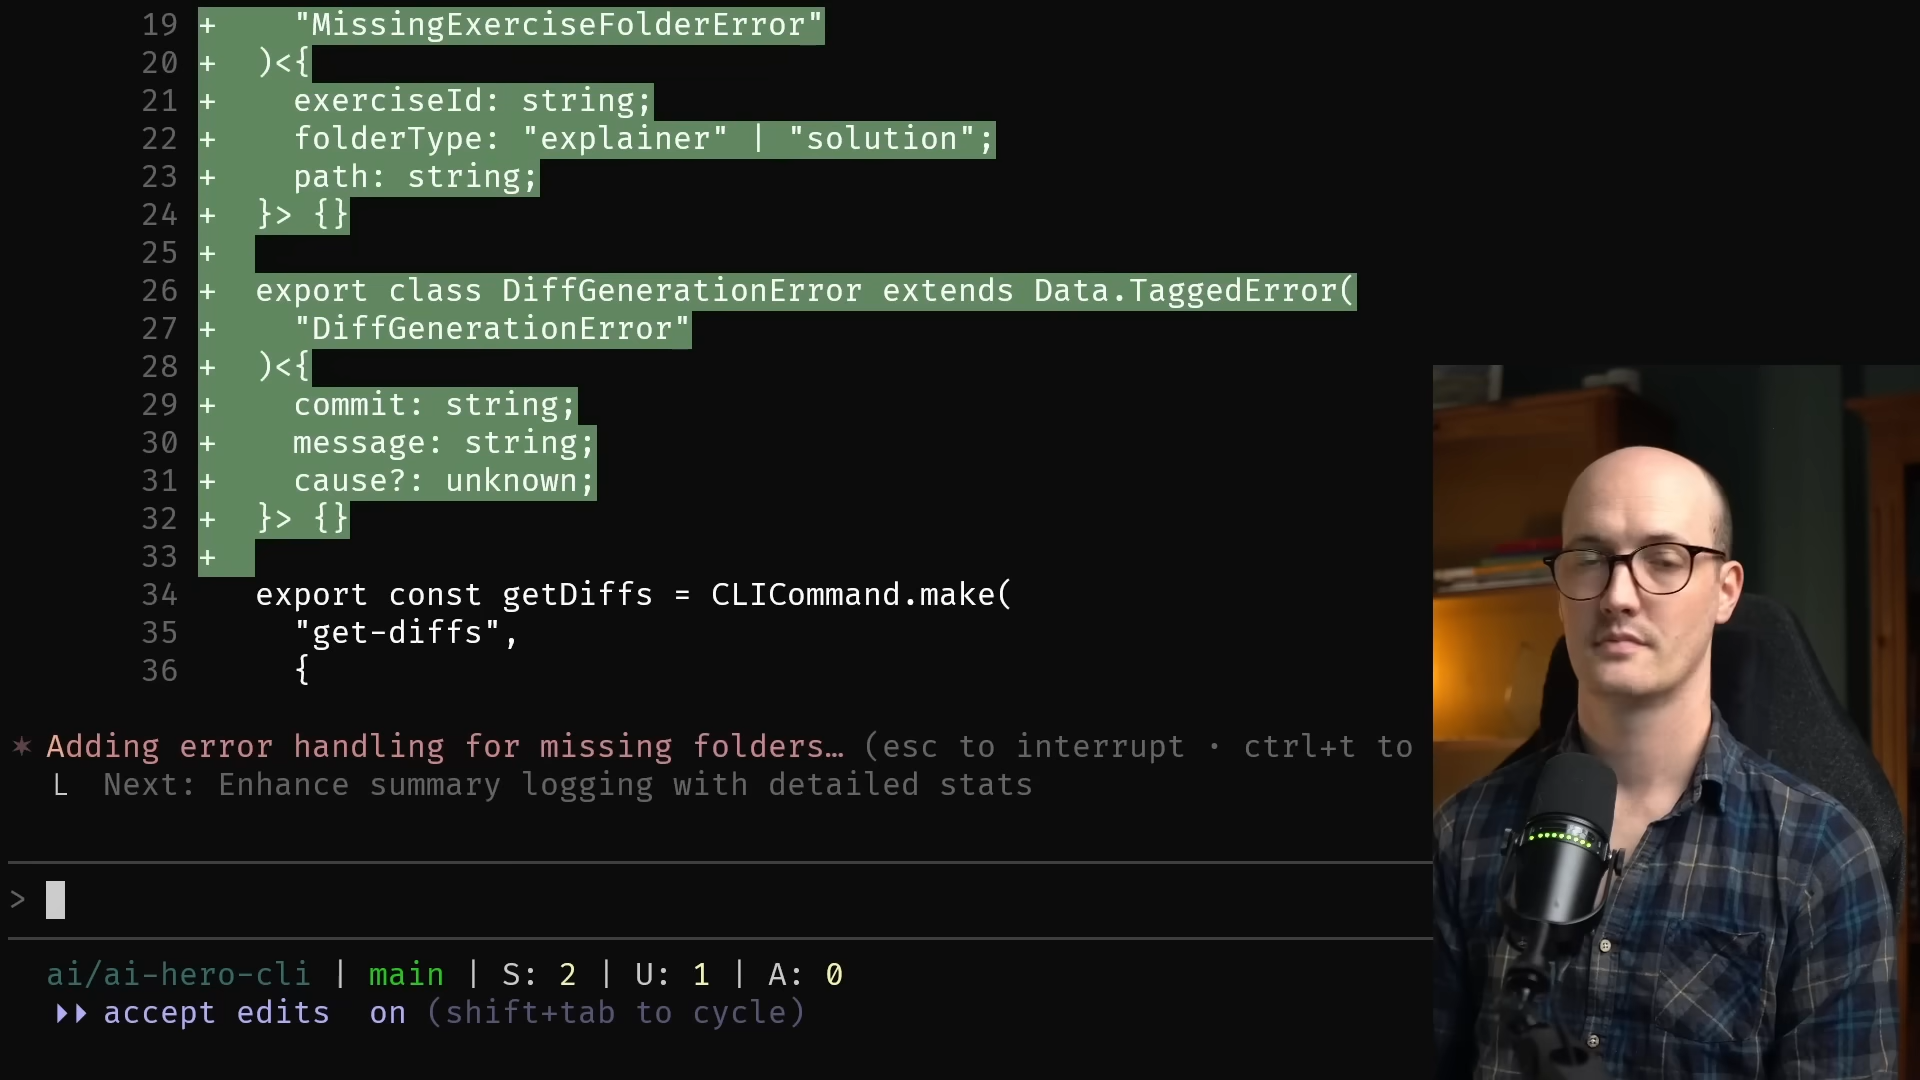 19 +     "MissingExerciseFolderError"
20 +   )<{
21 +     exerciseId: string;
22 +     folderType: "explainer" | "solution";
23 +     path: string;
24 +   }> {}
25 +
26 +   export class DiffGenerationError extends Data.TaggedError(
27 +     "DiffGenerationError"
28 +   )<{
29 +     commit: string;
30 +     message: string;
31 +     cause?: unknown;
32 +   }> {}
33 +
34     export const getDiffs = CLICommand.make(
35       "get-diffs",
36       {
✶ Adding error handling for missing folders… (esc to interrupt · ctrl+t to
└ Next: Enhance summary logging with detailed stats
>
ai/ai-hero-cli | main | S: 2 | U: 1 | A: 0
⏵⏵ accept edits on (shift+tab to cycle)